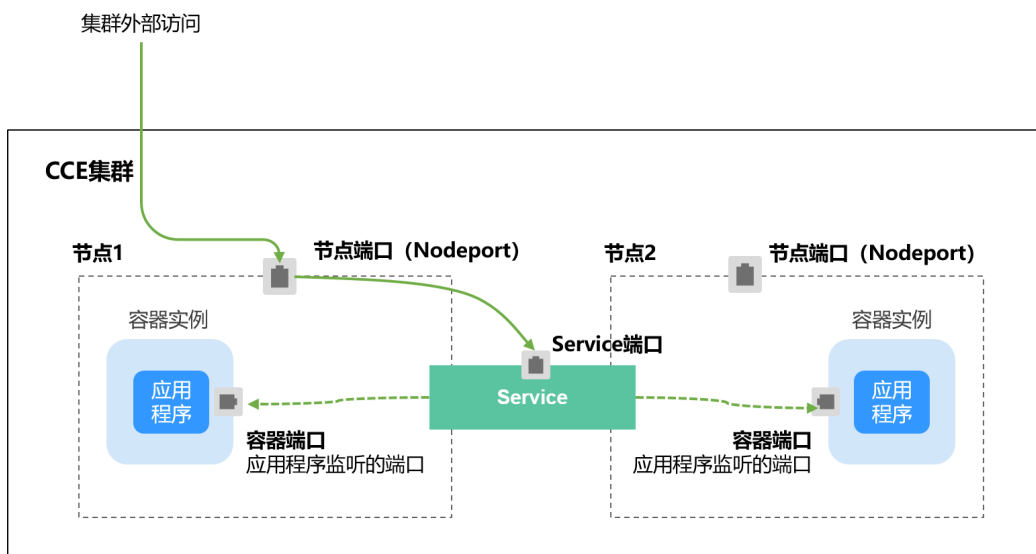 集群外部访问
CCE集群
节点1
节点端口（Nodeport）
节点2
节点端口（Nodeport）
容器实例
容器实例
Service端口
应用
程序
Service
应用
程序
容器端口
应用程序监听的端口
容器端口
应用程序监听的端口